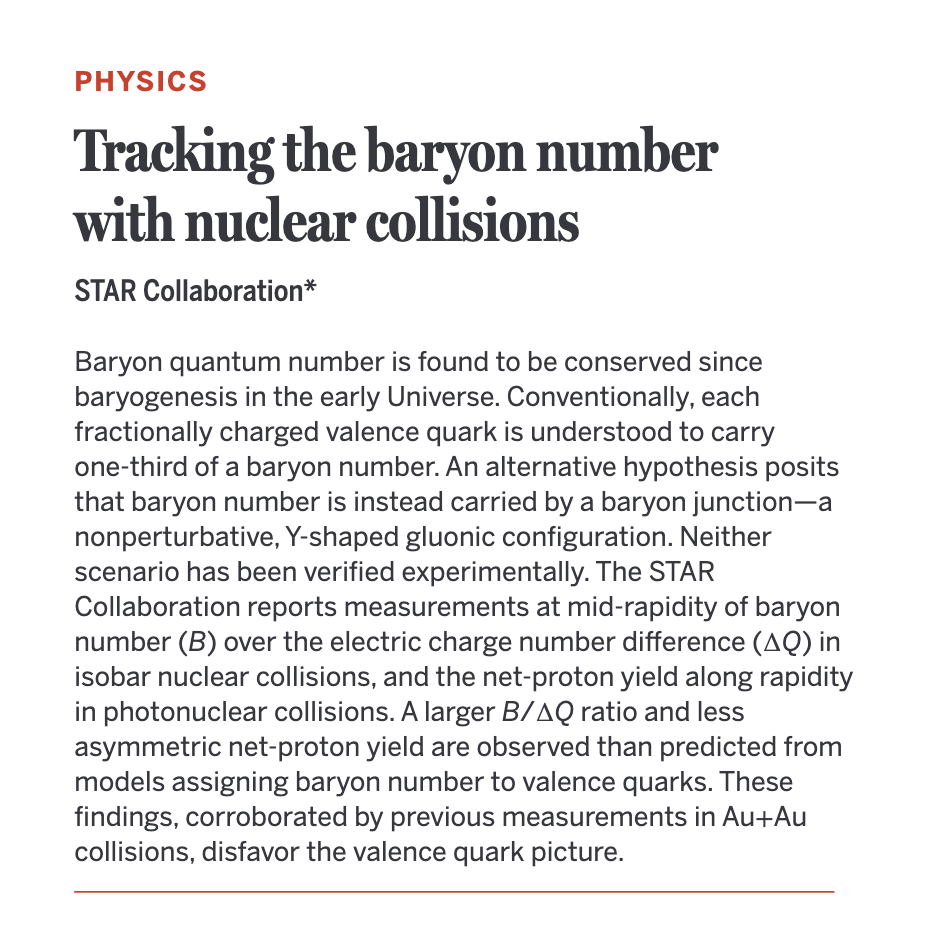 PHYSICS
Tracking the baryon number
with nuclear collisions
STAR Collaboration*
Baryon quantum number is found to be conserved since
baryogenesis in the early Universe. Conventionally, each
fractionally charged valence quark is understood to carry
one-third of a baryon number. An alternative hypothesis posits
that baryon number is instead carried by a baryon junction—a
nonperturbative, Y-shaped gluonic configuration. Neither
scenario has been verified experimentally. The STAR
Collaboration reports measurements at mid-rapidity of baryon
number (B) over the electric charge number difference (ΔQ) in
isobar nuclear collisions, and the net-proton yield along rapidity
in photonuclear collisions. A larger B/ΔQ ratio and less
asymmetric net-proton yield are observed than predicted from
models assigning baryon number to valence quarks. These
findings, corroborated by previous measurements in Au+Au
collisions, disfavor the valence quark picture.